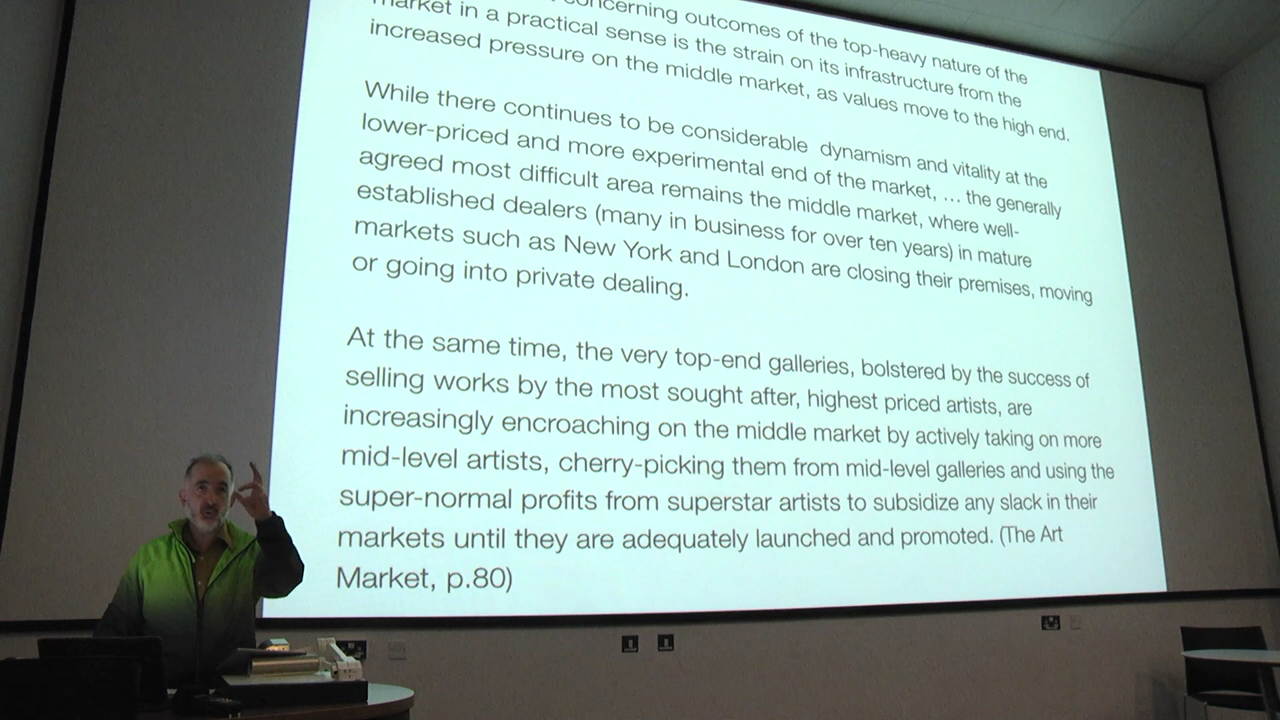 concerning outcomes of the top-heavy nature of the
market in a practical sense is the strain on its infrastructure from the
increased pressure on the middle market, as values move to the high end.
While there continues to be considerable dynamism and vitality at the
lower-priced and more experimental end of the market, … the generally
agreed most difficult area remains the middle market, where well-
established dealers (many in business for over ten years) in mature
markets such as New York and London are closing their premises, moving
or going into private dealing.
At the same time, the very top-end galleries, bolstered by the success of
selling works by the most sought after, highest priced artists, are
increasingly encroaching on the middle market by actively taking on more
mid-level artists, cherry-picking them from mid-level galleries and using the
super-normal profits from superstar artists to subsidize any slack in their
markets until they are adequately launched and promoted. (The Art
Market, p.80)